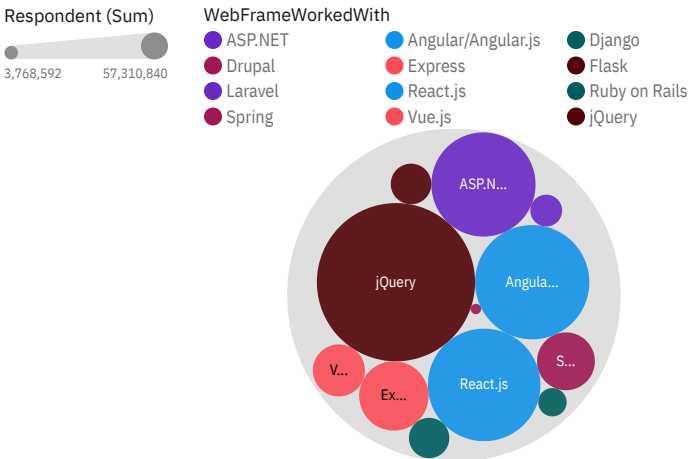 Respondent (Sum)
3,768,592 57,310,840
WebFrameWorkedWith
ASP.NET Angular/Angular.js Django
Drupal Express Flask
Laravel React.js Ruby on Rails
Spring Vue.js jQuery
ASP.N...
jQuery
Angula...
S...
V...
React.js
Ex...